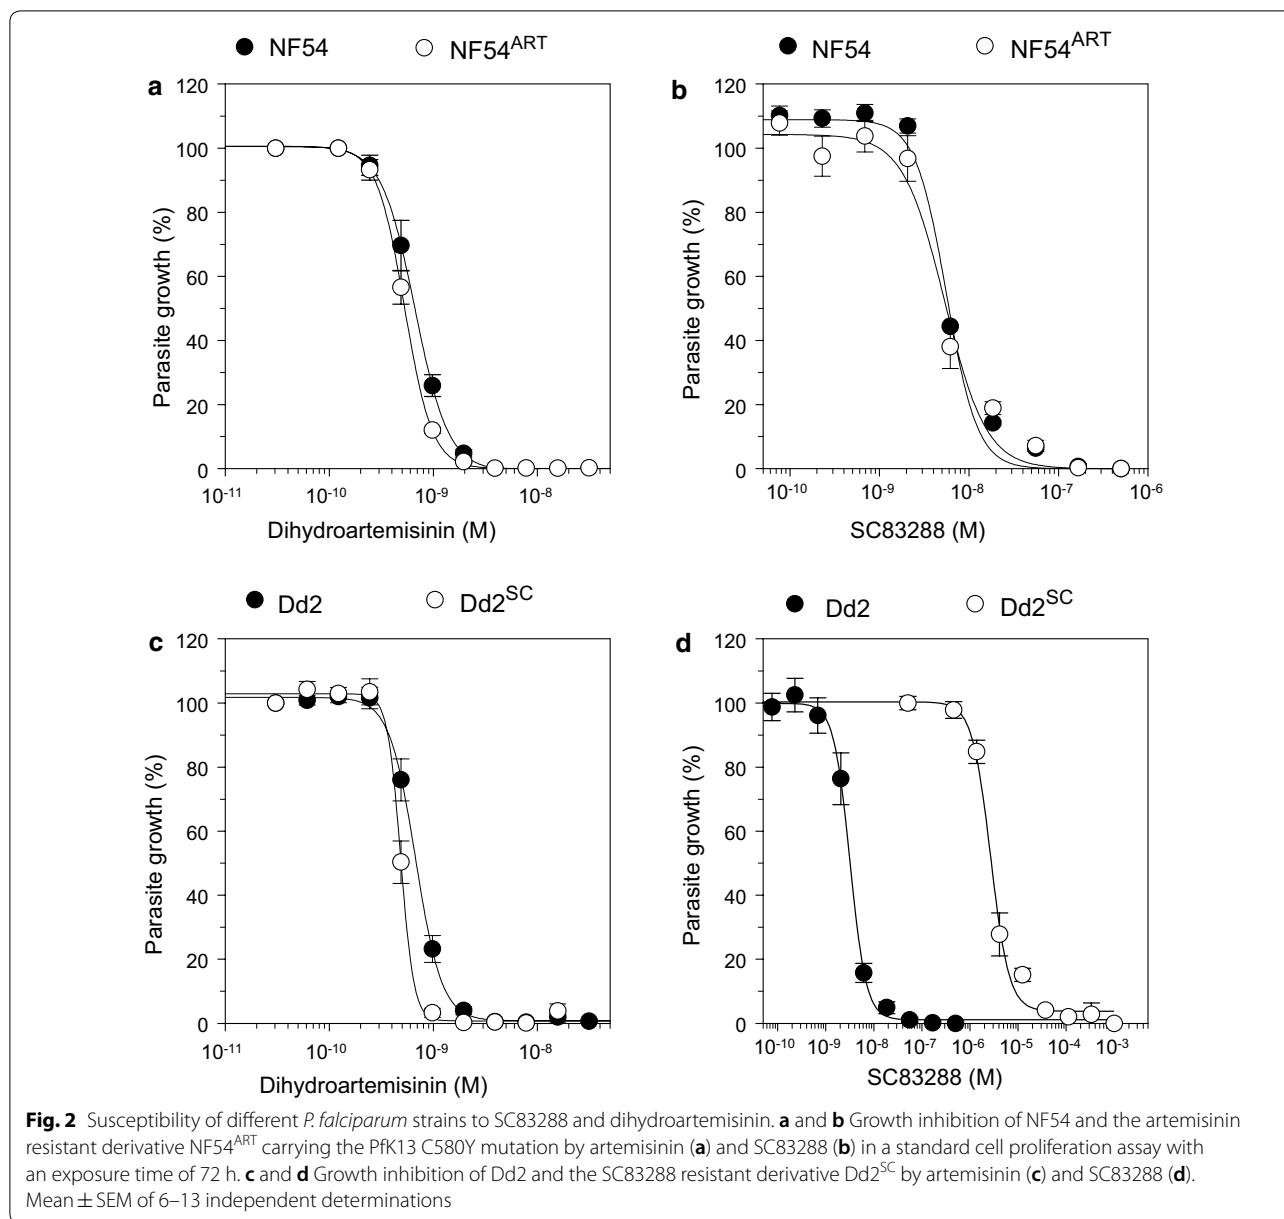 NF54 NF54ART
NF54 NF54ART
a
120
100
80
60
40
20
0
Parasite growth (%)
10-11 10-10 10-9 10-8
Dihydroartemisinin (M)
b
120
100
80
60
40
20
0
Parasite growth (%)
10-10 10-9 10-8 10-7 10-6
SC83288 (M)
Dd2 Dd2SC
Dd2 Dd2SC
c
120
100
80
60
40
20
0
Parasite growth (%)
10-11 10-10 10-9 10-8
Dihydroartemisinin (M)
d
120
100
80
60
40
20
0
Parasite growth (%)
10-10 10-9 10-8 10-7 10-6 10-5 10-4 10-3
SC83288 (M)
Fig. 2 Susceptibility of different P. falciparum strains to SC83288 and dihydroartemisinin. a and b Growth inhibition of NF54 and the artemisinin
resistant derivative NF54ART carrying the PfK13 C580Y mutation by artemisinin (a) and SC83288 (b) in a standard cell proliferation assay with
an exposure time of 72 h. c and d Growth inhibition of Dd2 and the SC83288 resistant derivative Dd2SC by artemisinin (c) and SC83288 (d).
Mean ± SEM of 6–13 independent determinations